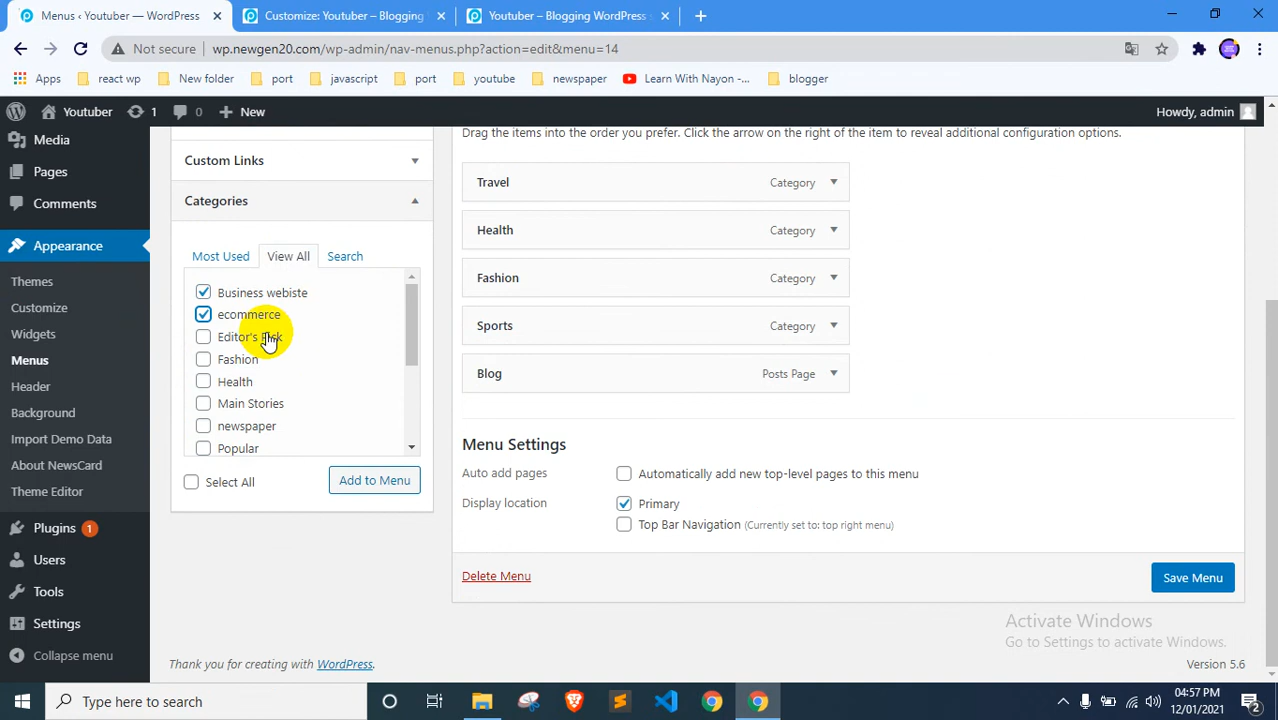 Menus ‹ Youtuber — WordPress
Customize: Youtuber – Blogging
Youtuber – Blogging WordPress
Not secure
wp.newgen20.com/wp-admin/nav-menus.php?action=edit&menu=14
Apps
react wp
New folder
port
javascript
port
youtube
newspaper
Learn With Nayon -...
blogger
Youtuber
1
0
New
Howdy, admin
Media
Pages
Comments
Appearance
Themes
Customize
Widgets
Menus
Header
Background
Import Demo Data
About NewsCard
Theme Editor
Plugins 1
Users
Tools
Settings
Collapse menu
Custom Links
Categories
Most Used
View All
Search
Business webiste
ecommerce
Editor's Pick
Fashion
Health
Main Stories
newspaper
Popular
Select All
Add to Menu
Drag the items into the order you prefer. Click the arrow on the right of the item to reveal additional configuration options.
Travel Category
Health Category
Fashion Category
Sports Category
Blog Posts Page
Menu Settings
Auto add pages
Automatically add new top-level pages to this menu
Display location
Primary
Top Bar Navigation (Currently set to: top right menu)
Delete Menu
Save Menu
Activate Windows
Go to Settings to activate Windows.
Thank you for creating with WordPress.
Version 5.6
Type here to search
04:57 PM
12/01/2021
2